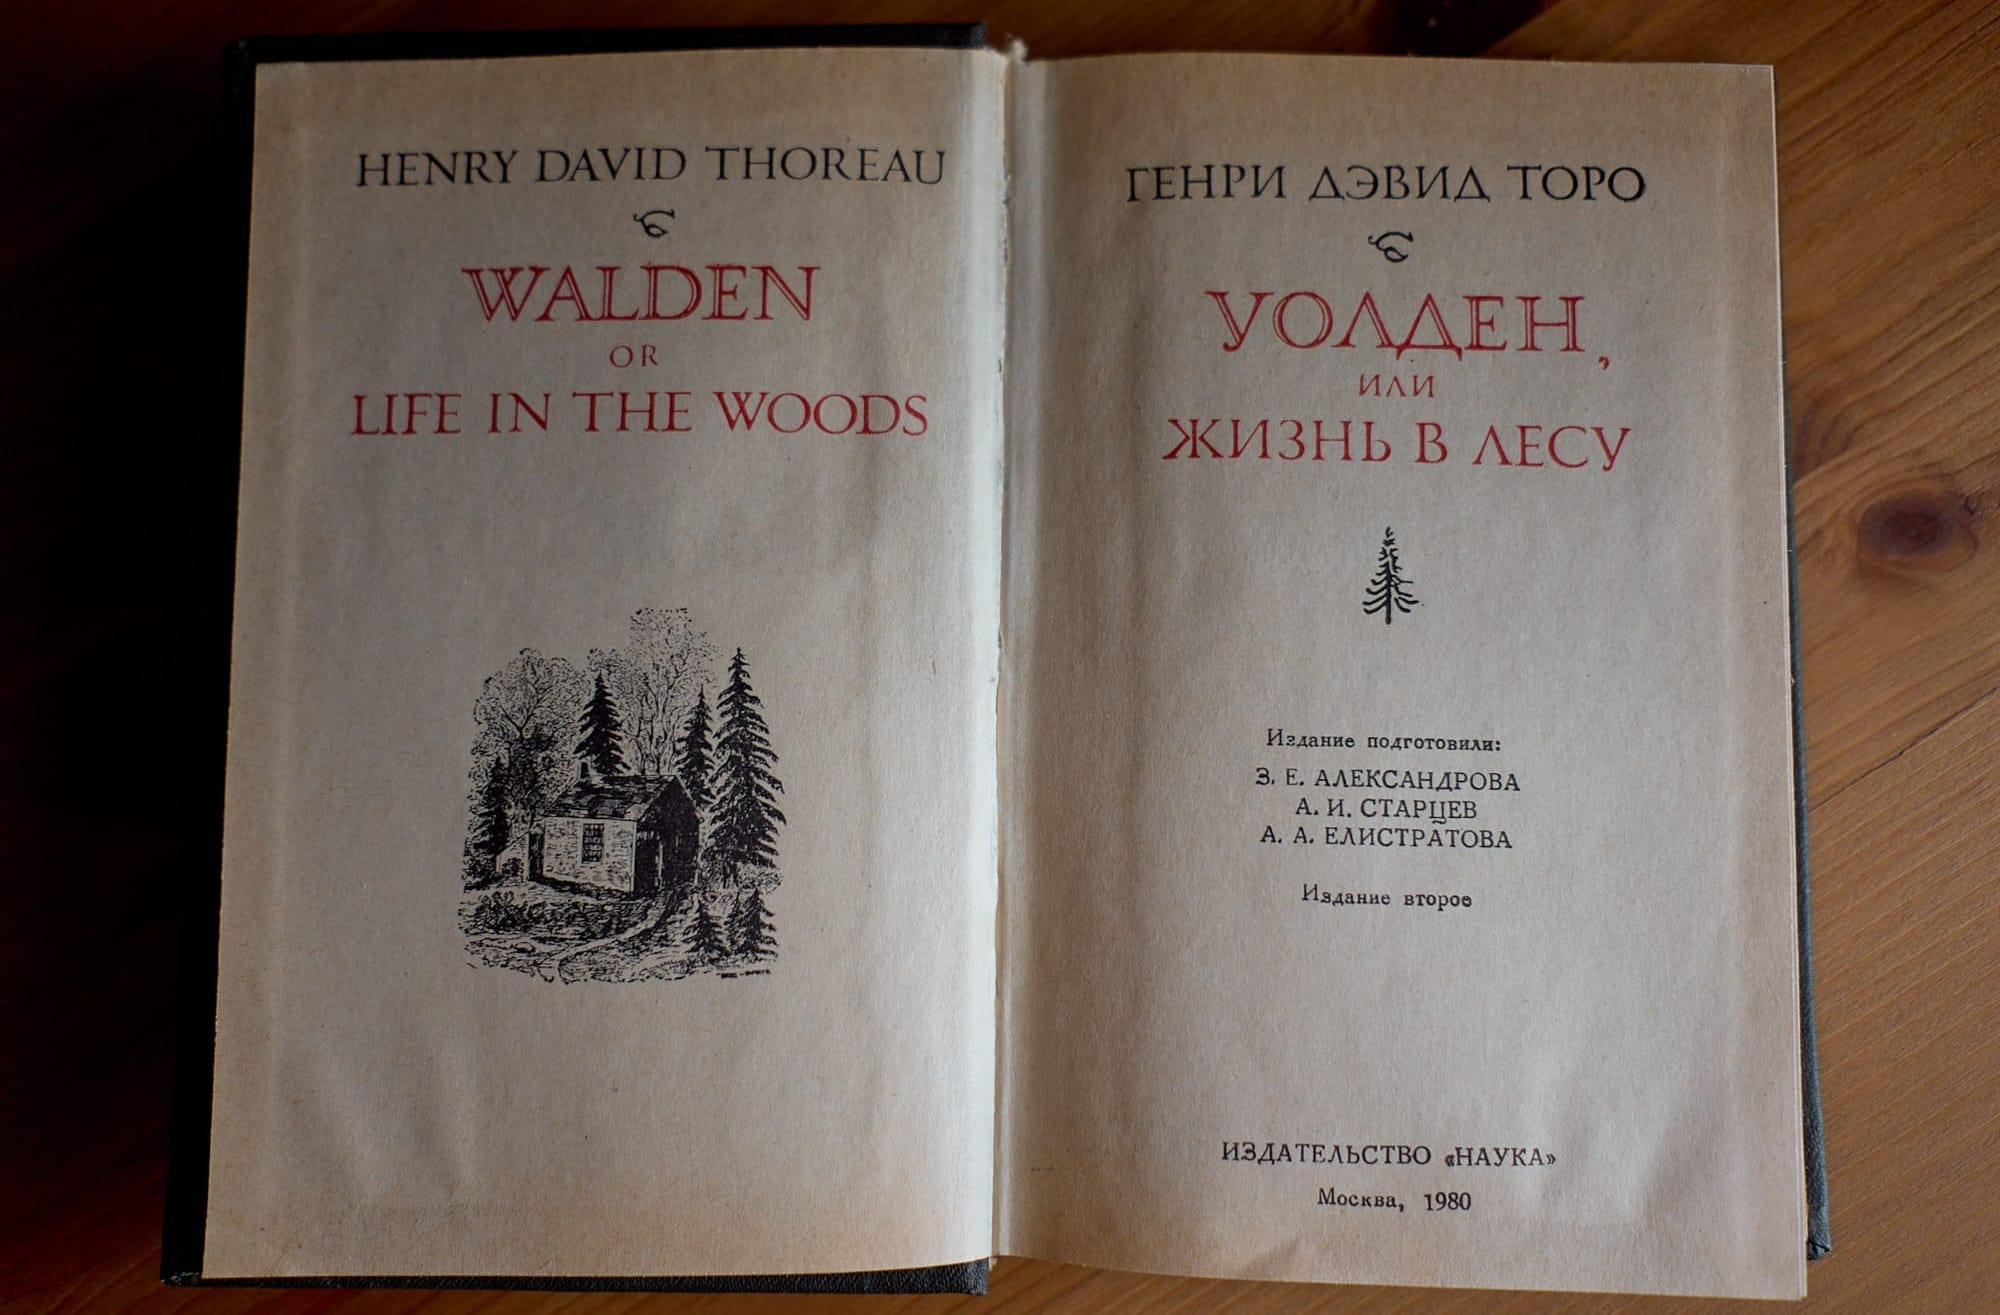 HENRY DAVID THOREAU
WALDEN
OR
LIFE IN THE WOODS
ГЕНРИ ДЭВИД ТОРО
УОЛДЕН,
ИЛИ
ЖИЗНЬ В ЛЕСУ
Издание подготовили:
З. Е. АЛЕКСАНДРОВА
А. И. СТАРЦЕВ
А. А. ЕЛИСТРАТОВА
Издание второе
ИЗДАТЕЛЬСТВО «НАУКА»
Москва, 1980